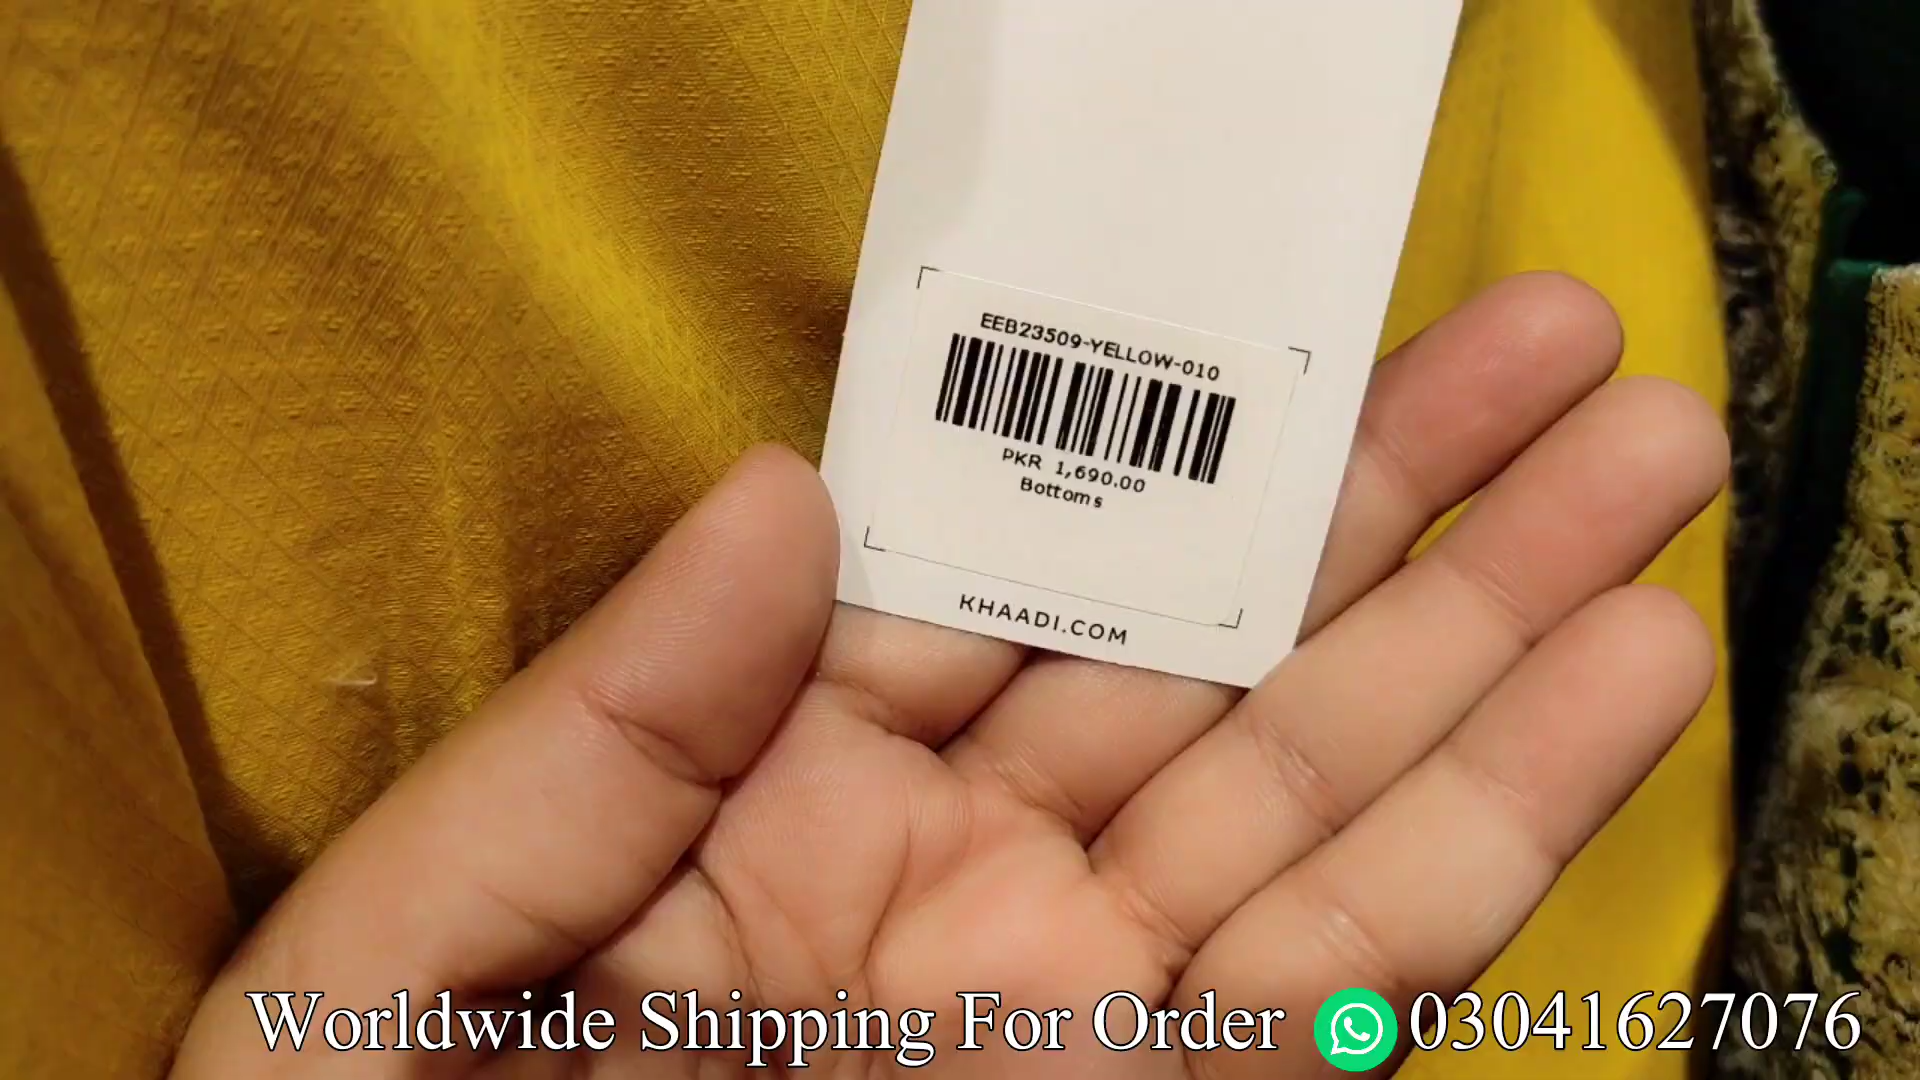 EEB23509-YELLOW-010
PKR 1,690.00
Bottoms
KHAADI.COM
Worldwide Shipping For Order 03041627076